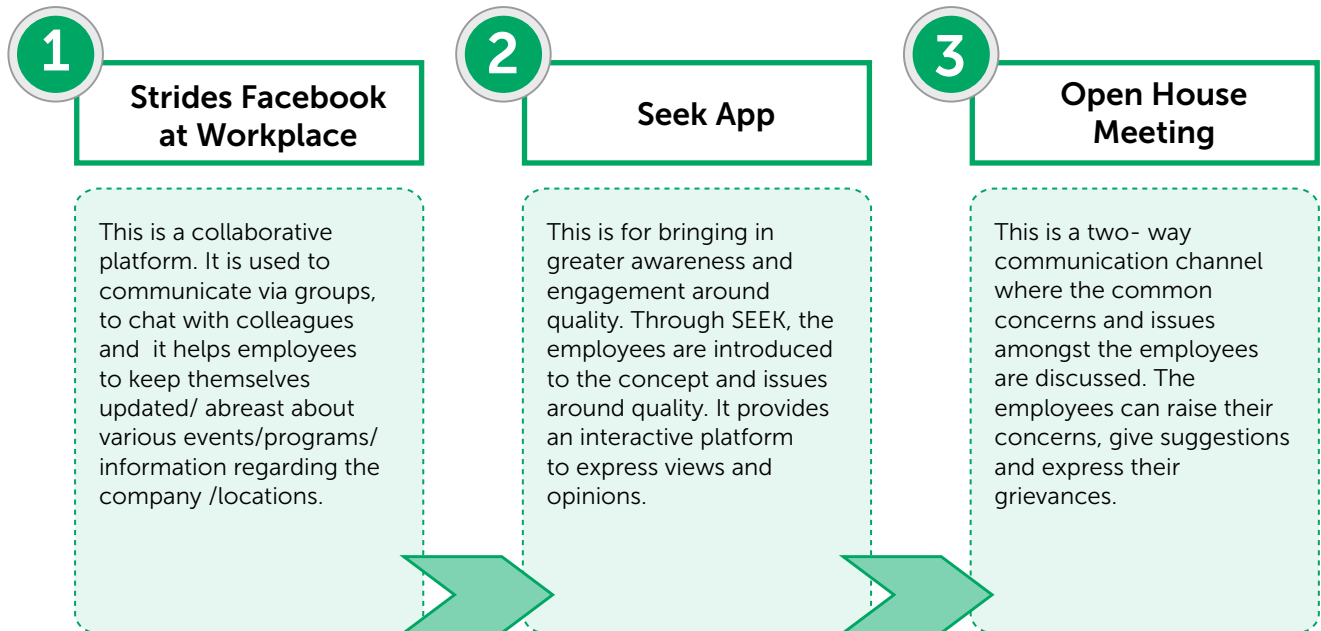 1
Strides Facebook
at Workplace
This is a collaborative
platform. It is used to
communicate via groups,
to chat with colleagues
and  it helps employees
to keep themselves
updated/ abreast about
various events/programs/
information regarding the
company /locations.
2
Seek App
This is for bringing in
greater awareness and
engagement around
quality. Through SEEK, the
employees are introduced
to the concept and issues
around quality. It provides
an interactive platform
to express views and
opinions.
3
Open House
Meeting
This is a two- way
communication channel
where the common
concerns and issues
amongst the employees
are discussed. The
employees can raise their
concerns, give suggestions
and express their
grievances.